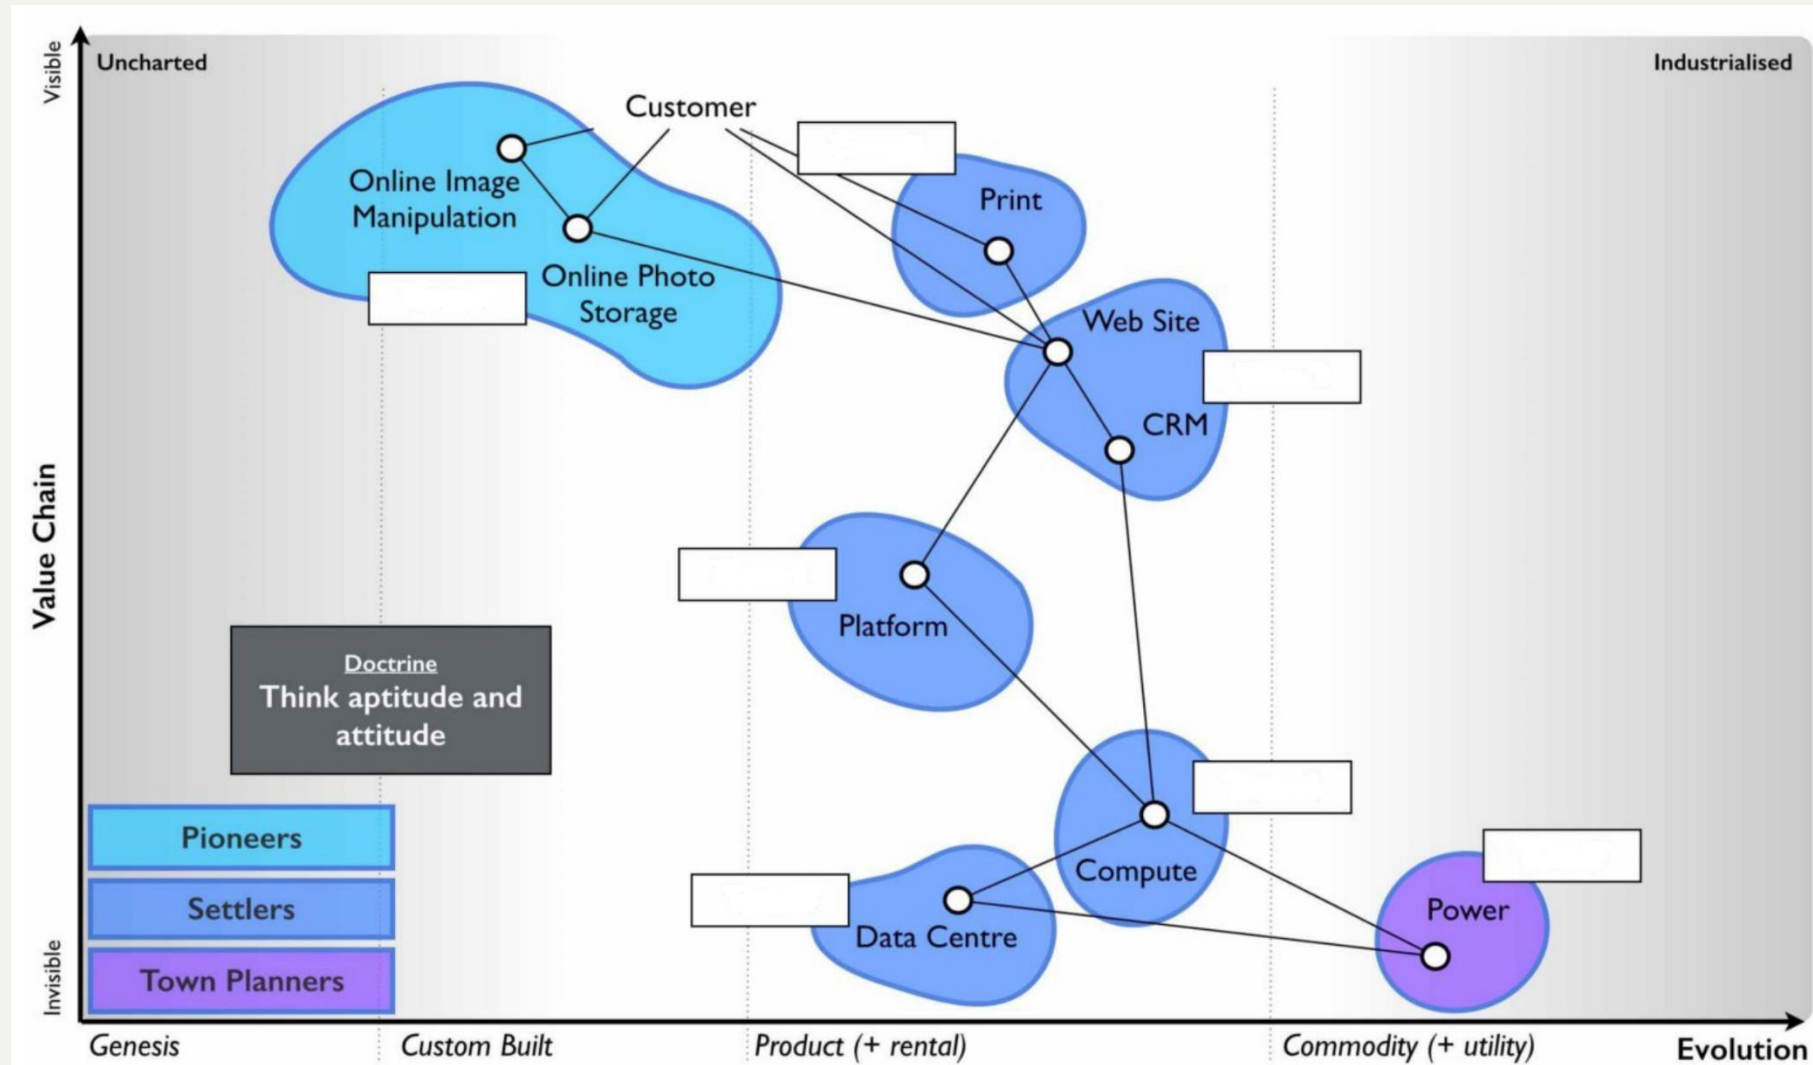 Visible
Uncharted
Industrialised
Customer
Print
Online Image
Manipulation
Online Photo
Storage
Web Site
CRM
Value Chain
Platform
Doctrine
Think aptitude and
attitude
Pioneers
Settlers
Town Planners
Compute
Data Centre
Power
Invisible
Genesis
Custom Built
Product (+ rental)
Commodity (+ utility)
Evolution